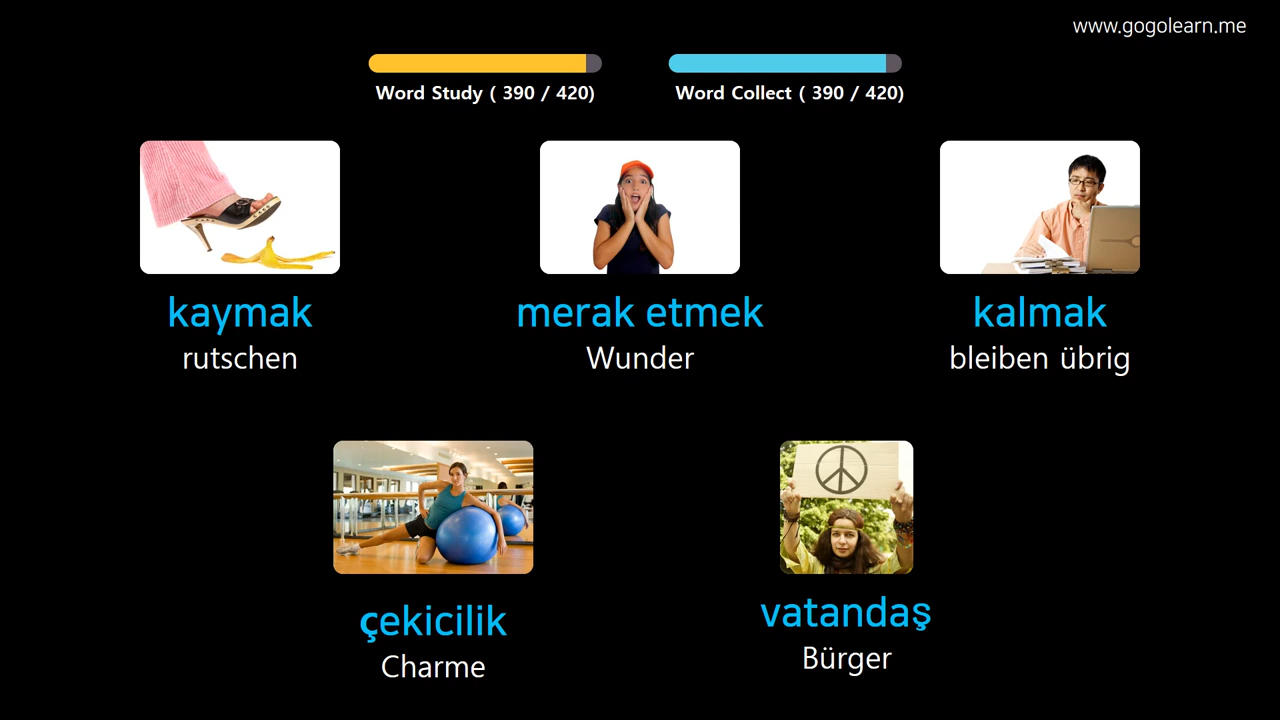 www.gogolearn.me
Word Study ( 390 / 420)
Word Collect ( 390 / 420)
kaymak
rutschen
merak etmek
Wunder
kalmak
bleiben übrig
çekicilik
Charme
vatandaş
Bürger